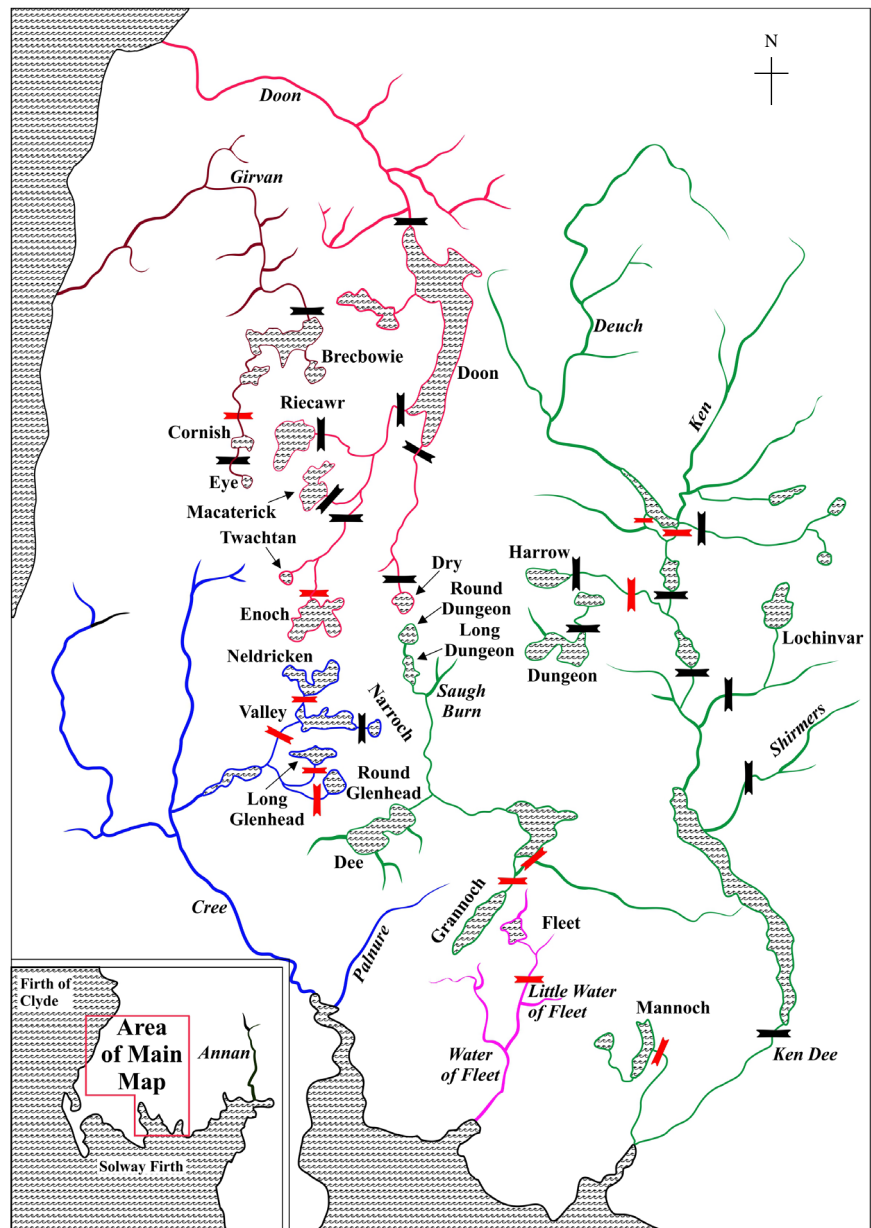 N
Doon
Girvan
Deuch
Brecbowie
Doon
Ken
Riecawr
Cornish
Eye
Macaterick
Twachtan
Harrow
Dry
Round
Dungeon
Long
Dungeon
Enoch
Lochinvar
Neldricken
Dungeon
Saugh
Burn
Narroch
Valley
Shirmers
Round
Glenhead
Long
Glenhead
Dee
Cree
Grannoch
Fleet
Palnure
Little Water
of Fleet
Mannoch
Water
of Fleet
Ken Dee
Firth of
Clyde
Area
of Main
Map
Annan
Solway Firth